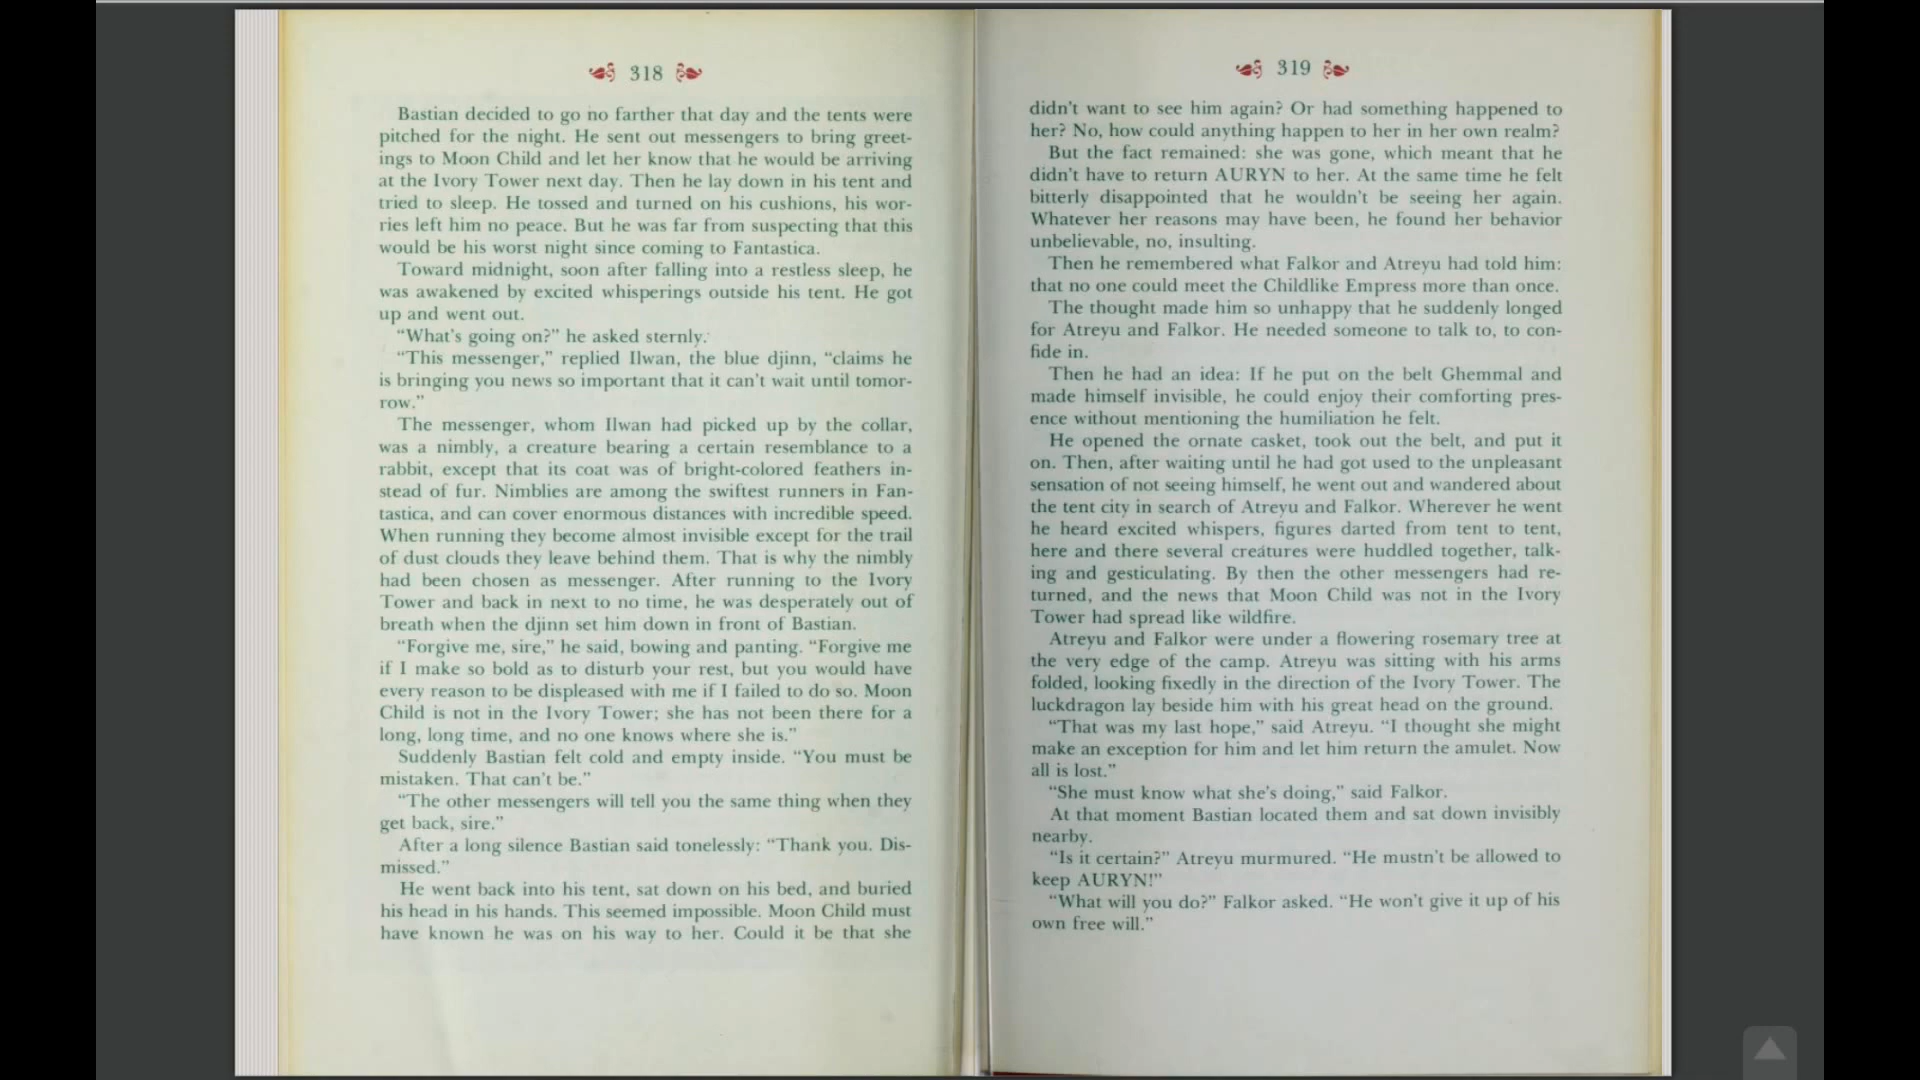 318
Bastian decided to go no farther that day and the tents were
pitched for the night. He sent out messengers to bring greet-
ings to Moon Child and let her know that he would be arriving
at the Ivory Tower next day. Then he lay down in his tent and
tried to sleep. He tossed and turned on his cushions, his wor-
ries left him no peace. But he was far from suspecting that this
would be his worst night since coming to Fantastica.
Toward midnight, soon after falling into a restless sleep, he
was awakened by excited whisperings outside his tent. He got
up and went out.
“What's going on?” he asked sternly.
“This messenger,” replied Ilwan, the blue djinn, “claims he
is bringing you news so important that it can't wait until tomor-
row.”
The messenger, whom Ilwan had picked up by the collar,
was a nimbly, a creature bearing a certain resemblance to a
rabbit, except that its coat was of bright-colored feathers in-
stead of fur. Nimblies are among the swiftest runners in Fan-
tastica, and can cover enormous distances with incredible speed.
When running they become almost invisible except for the trail
of dust clouds they leave behind them. That is why the nimbly
had been chosen as messenger. After running to the Ivory
Tower and back in next to no time, he was desperately out of
breath when the djinn set him down in front of Bastian.
“Forgive me, sire,” he said, bowing and panting. “Forgive me
if I make so bold as to disturb your rest, but you would have
every reason to be displeased with me if I failed to do so. Moon
Child is not in the Ivory Tower; she has not been there for a
long, long time, and no one knows where she is.”
Suddenly Bastian felt cold and empty inside. “You must be
mistaken. That can't be.”
“The other messengers will tell you the same thing when they
get back, sire.”
After a long silence Bastian said tonelessly: “Thank you. Dis-
missed.”
He went back into his tent, sat down on his bed, and buried
his head in his hands. This seemed impossible. Moon Child must
have known he was on his way to her. Could it be that she
319
didn't want to see him again? Or had something happened to
her? No, how could anything happen to her in her own realm?
But the fact remained: she was gone, which meant that he
didn't have to return AURYN to her. At the same time he felt
bitterly disappointed that he wouldn't be seeing her again.
Whatever her reasons may have been, he found her behavior
unbelievable, no, insulting.
Then he remembered what Falkor and Atreyu had told him:
that no one could meet the Childlike Empress more than once.
The thought made him so unhappy that he suddenly longed
for Atreyu and Falkor. He needed someone to talk to, to con-
fide in.
Then he had an idea: If he put on the belt Ghemmal and
made himself invisible, he could enjoy their comforting pres-
ence without mentioning the humiliation he felt.
He opened the ornate casket, took out the belt, and put it
on. Then, after waiting until he had got used to the unpleasant
sensation of not seeing himself, he went out and wandered about
the tent city in search of Atreyu and Falkor. Wherever he went
he heard excited whispers, figures darted from tent to tent,
here and there several creatures were huddled together, talk-
ing and gesticulating. By then the other messengers had re-
turned, and the news that Moon Child was not in the Ivory
Tower had spread like wildfire.
Atreyu and Falkor were under a flowering rosemary tree at
the very edge of the camp. Atreyu was sitting with his arms
folded, looking fixedly in the direction of the Ivory Tower. The
luckdragon lay beside him with his great head on the ground.
“That was my last hope,” said Atreyu. “I thought she might
make an exception for him and let him return the amulet. Now
all is lost.”
“She must know what she's doing,” said Falkor.
At that moment Bastian located them and sat down invisibly
nearby.
“Is it certain?” Atreyu murmured. “He mustn't be allowed to
keep AURYN!”
“What will you do?” Falkor asked. “He won't give it up of his
own free will.”